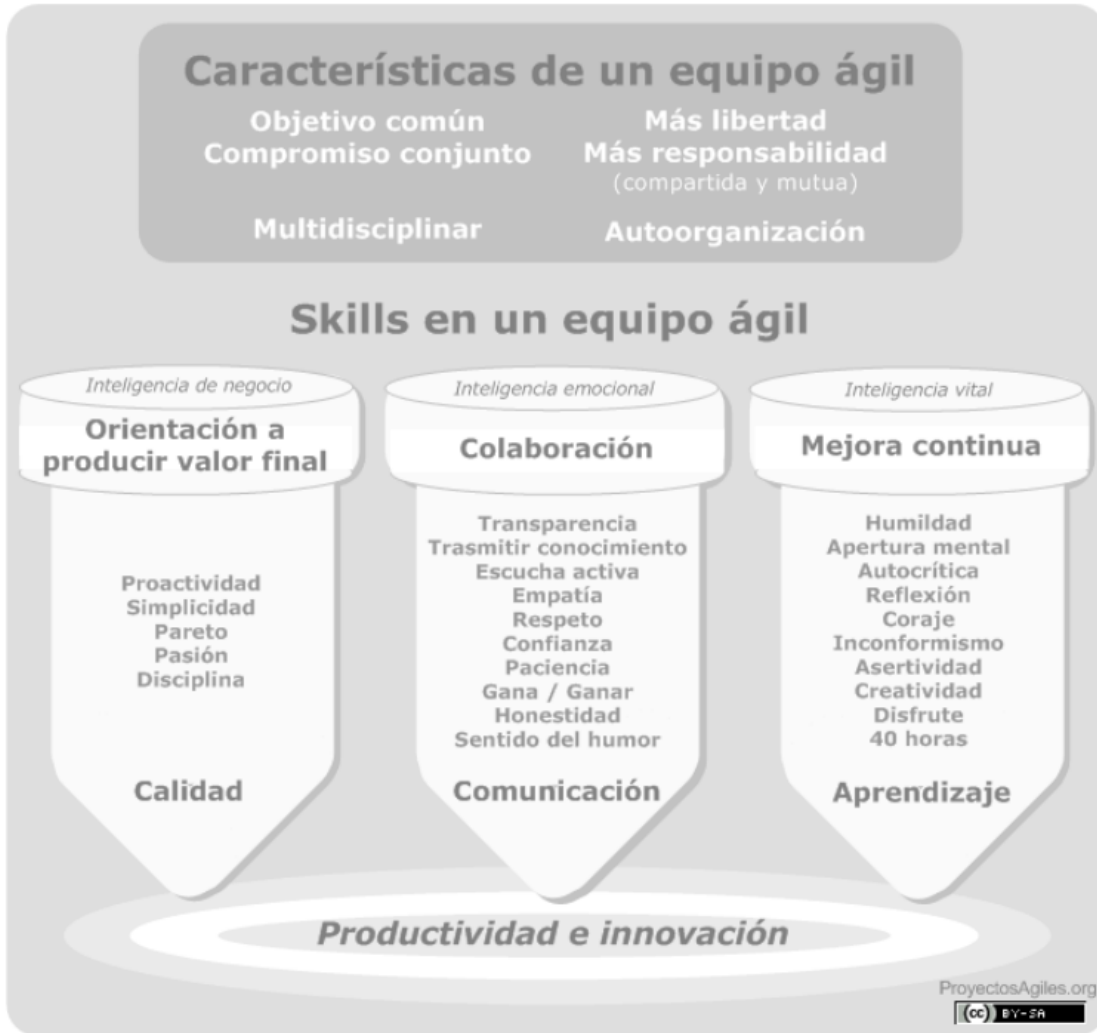 Características de un equipo ágil
Objetivo común
Compromiso conjunto
Más libertad
Más responsabilidad
(compartida y mutua)
Multidisciplinar
Autoorganización
Skills en un equipo ágil
Inteligencia de negocio
Orientación a
producir valor final
Proactividad
Simplicidad
Pareto
Pasión
Disciplina
Calidad
Inteligencia emocional
Colaboración
Transparencia
Trasmitir conocimiento
Escucha activa
Empatía
Respeto
Confianza
Paciencia
Gana / Ganar
Honestidad
Sentido del humor
Comunicación
Inteligencia vital
Mejora continua
Humildad
Apertura mental
Autocrítica
Reflexión
Coraje
Inconformismo
Asertividad
Creatividad
Disfrute
40 horas
Aprendizaje
Productividad e innovación
ProyectosAgiles.org
(cc) BY-SA